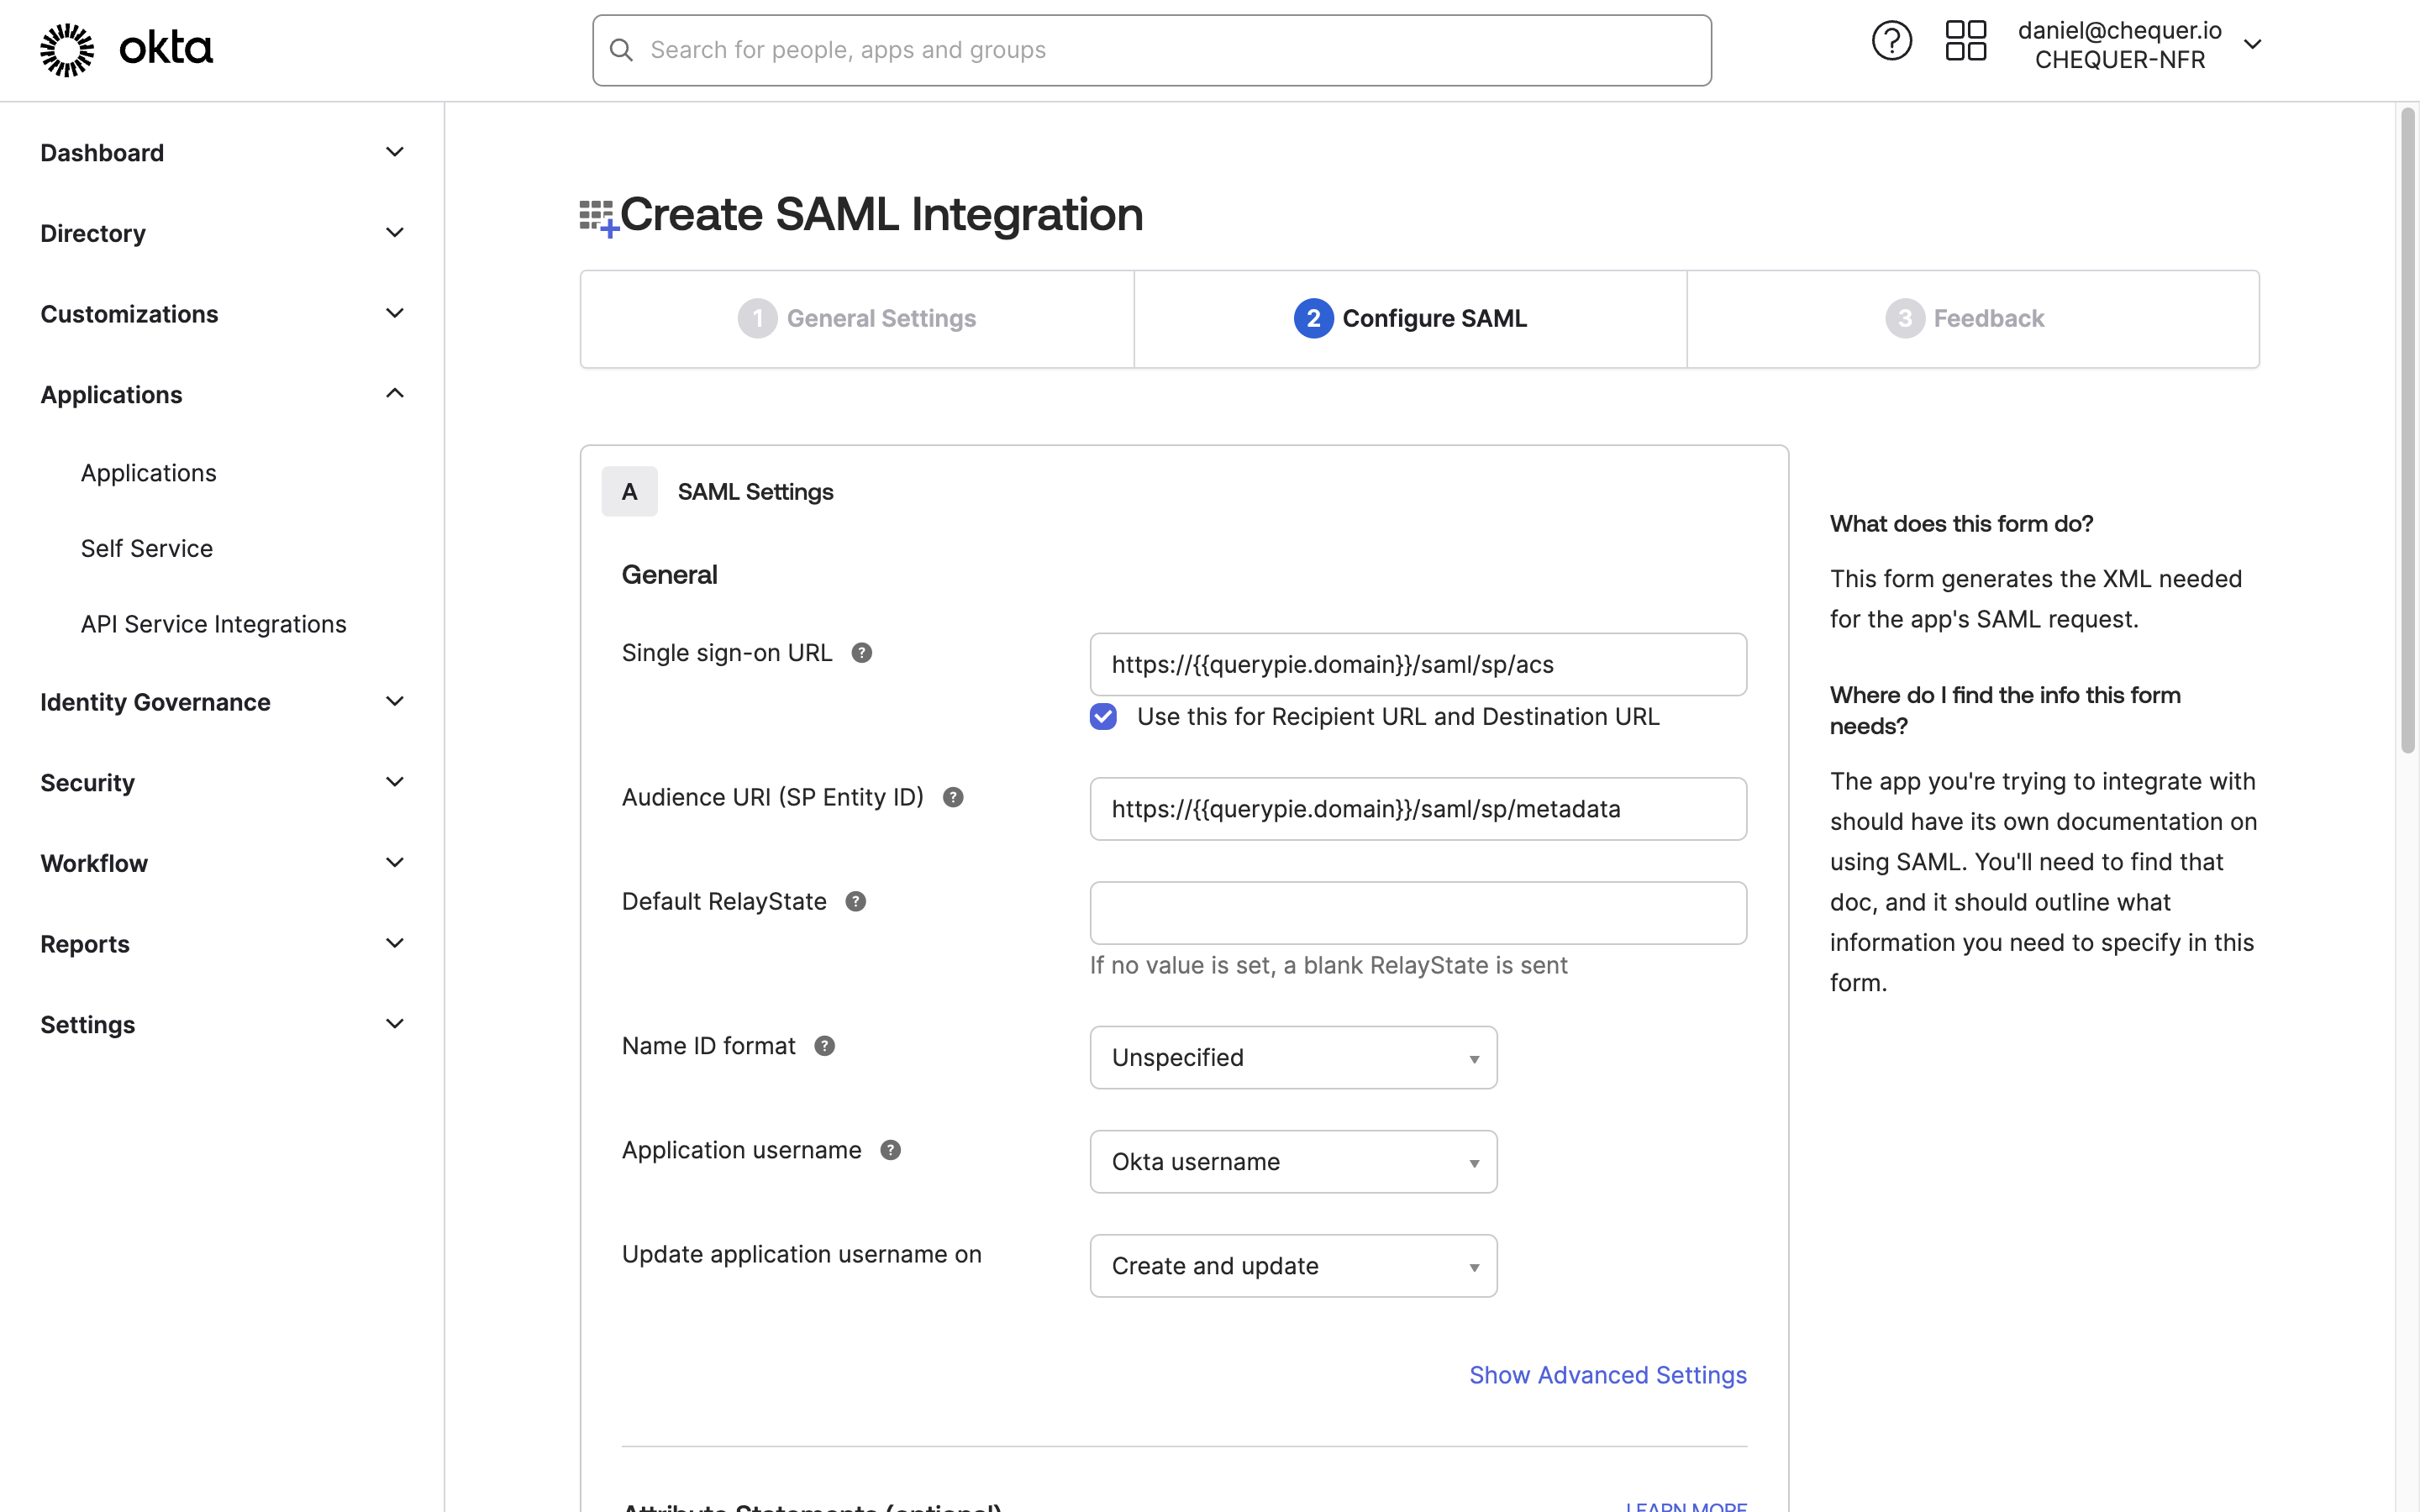 okta
Search for people, apps and groups
daniel@chequer.io
CHEQUER-NFR
Dashboard
Directory
Customizations
Applications
Applications
Self Service
API Service Integrations
Identity Governance
Security
Workflow
Reports
Settings
Create SAML Integration
1 General Settings
2 Configure SAML
3 Feedback
A SAML Settings
General
Single sign-on URL ?
https://{{querypie.domain}}/saml/sp/acs
Use this for Recipient URL and Destination URL
Audience URI (SP Entity ID) ?
https://{{querypie.domain}}/saml/sp/metadata
Default RelayState ?
If no value is set, a blank RelayState is sent
Name ID format ?
Unspecified
Application username ?
Okta username
Update application username on
Create and update
Show Advanced Settings
Attribute Statements (optional)
LEARN MORE
What does this form do?
This form generates the XML needed
for the app's SAML request.
Where do I find the info this form
needs?
The app you're trying to integrate with
should have its own documentation on
using SAML. You'll need to find that
doc, and it should outline what
information you need to specify in this
form.